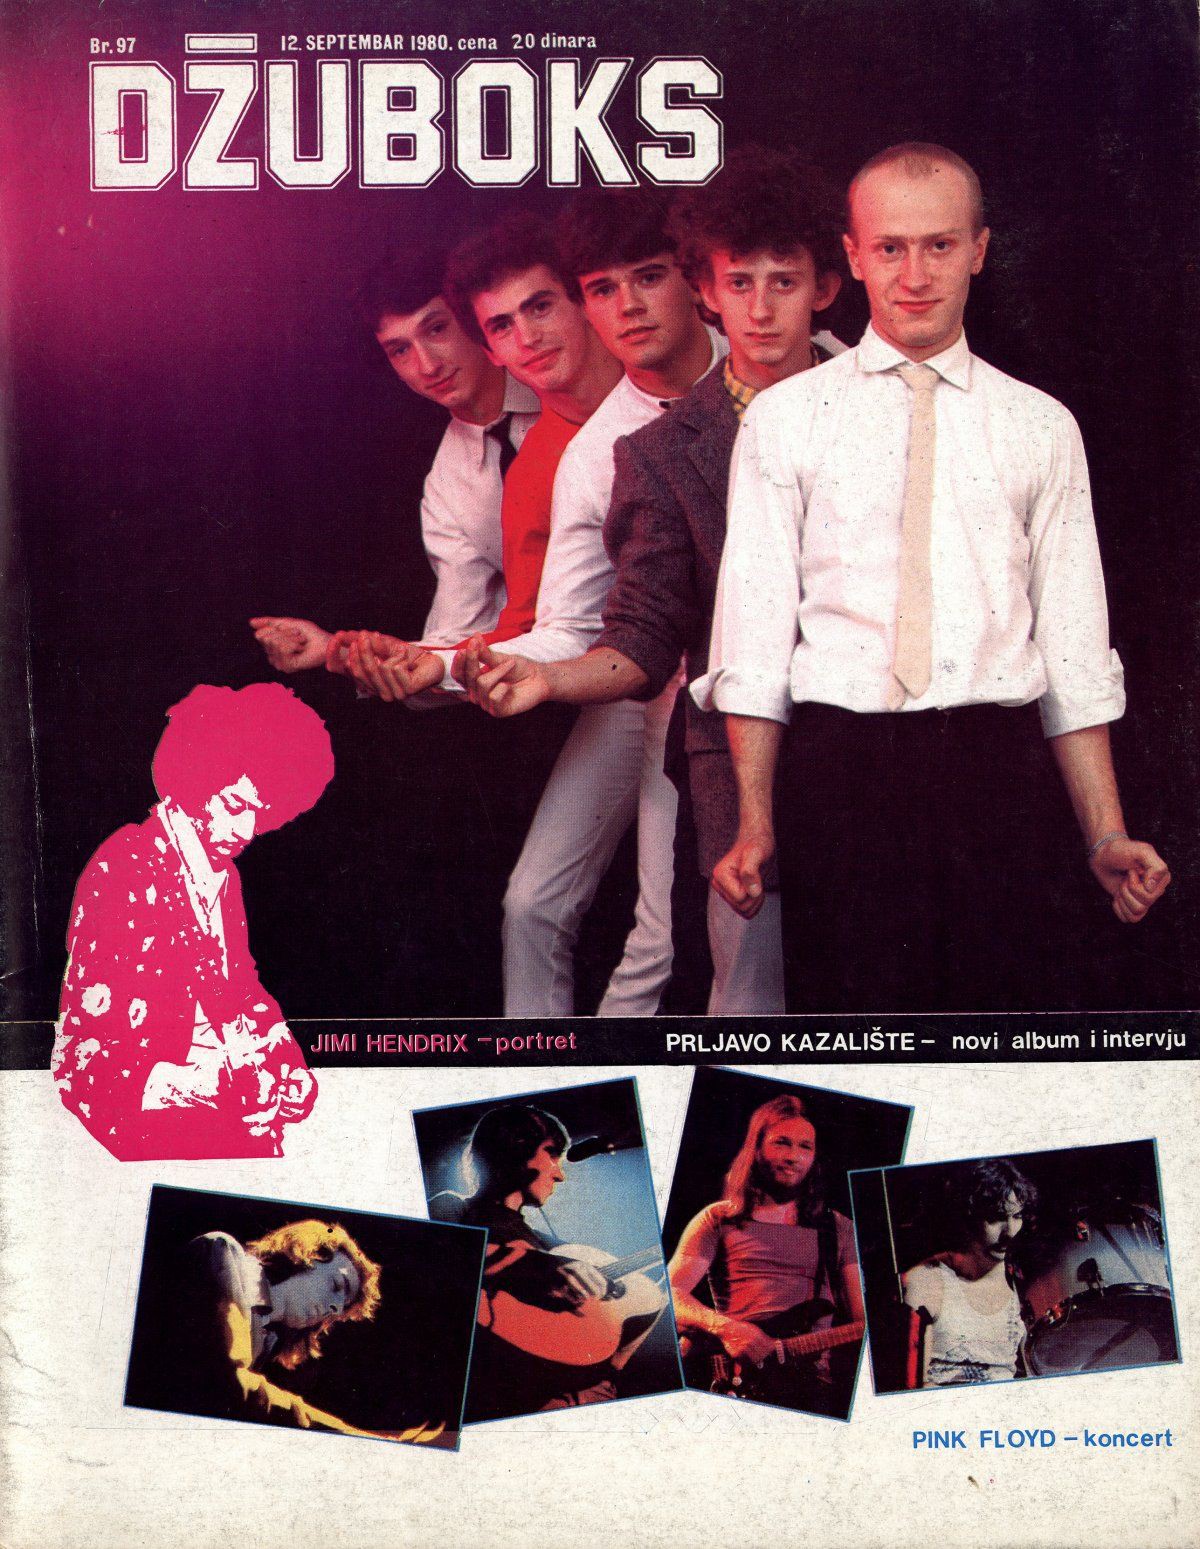 Br. 97 12. SEPTEMBAR 1980. cena 20 dinara
DŽUBOKS
JIMI HENDRIX – portret PRLJAVO KAZALIŠTE – novi album i intervju
PINK FLOYD – koncert